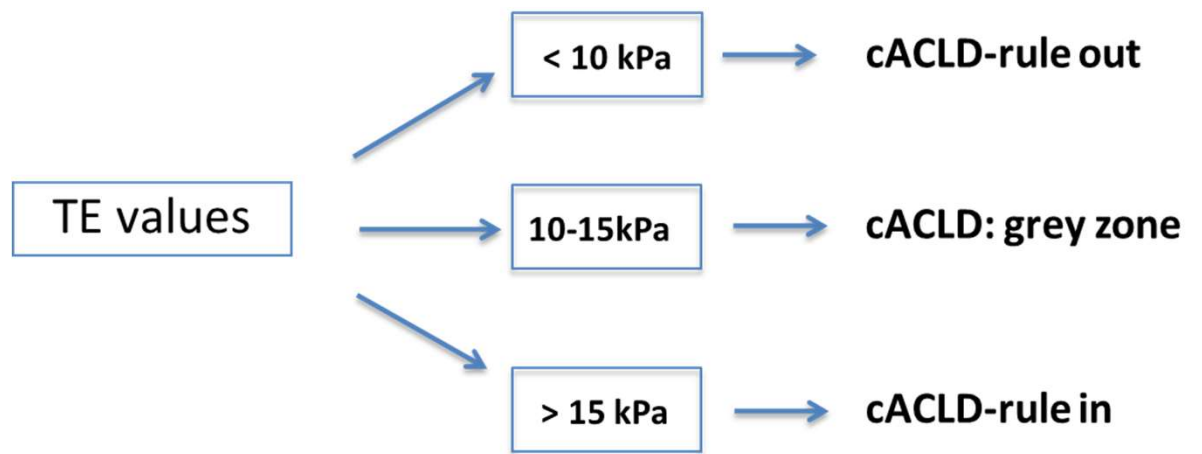 < 10 kPa
cACLD-rule out
TE values
10-15kPa
cACLD: grey zone
> 15 kPa
cACLD-rule in